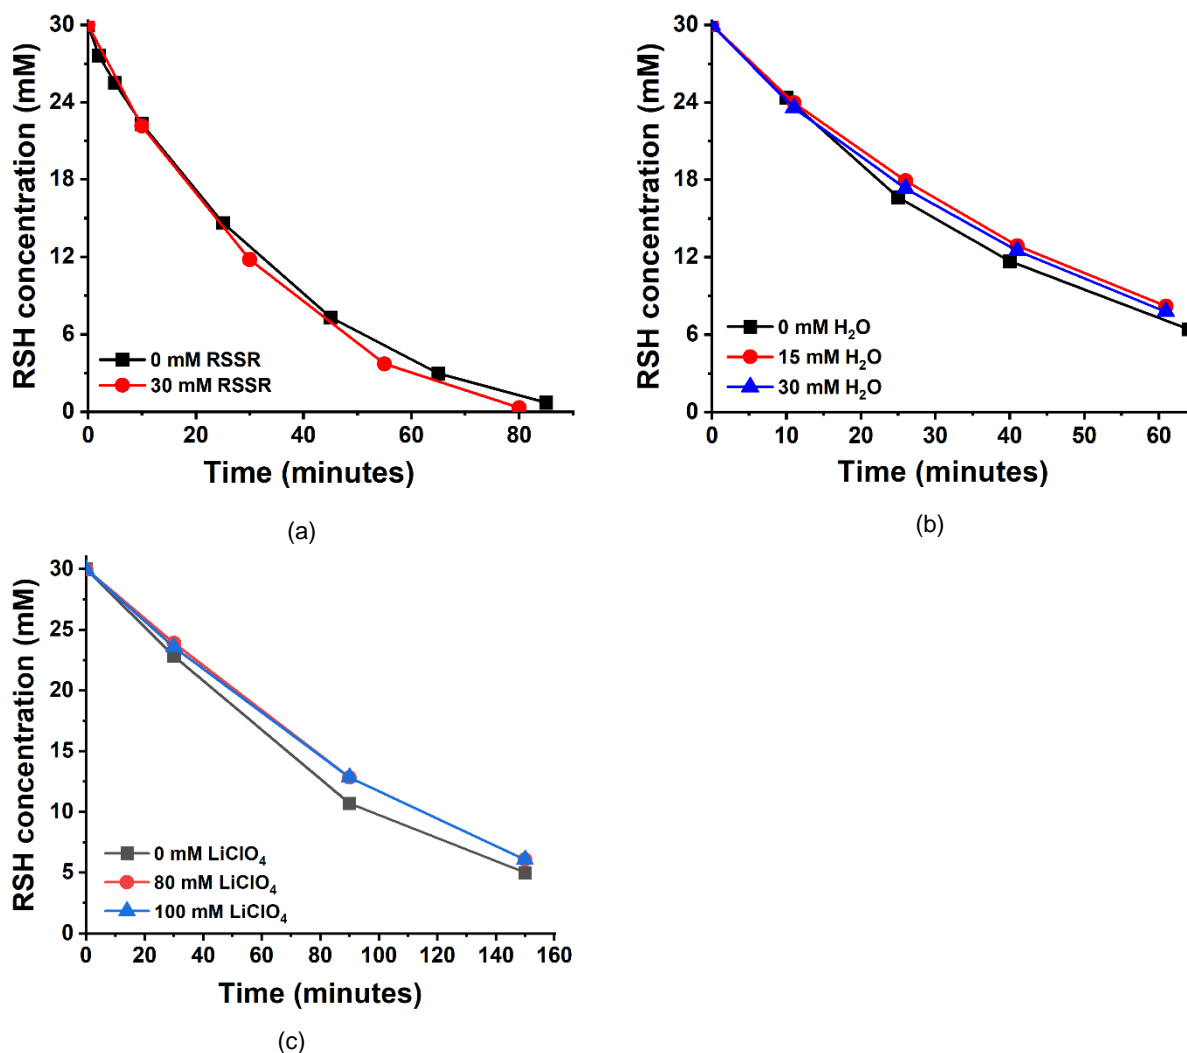 RSH concentration (mM)
30
24
18
12
6
0
0 mM RSSR
30 mM RSSR
0
20
40
60
80
Time (minutes)
(a)
RSH concentration (mM)
30
24
18
12
6
0
0 mM H₂O
15 mM H₂O
30 mM H₂O
0
10
20
30
40
50
60
Time (minutes)
(b)
RSH concentration (mM)
30
25
20
15
10
5
0
0 mM LiClO₄
80 mM LiClO₄
100 mM LiClO₄
0
20
40
60
80
100
120
140
160
Time (minutes)
(c)